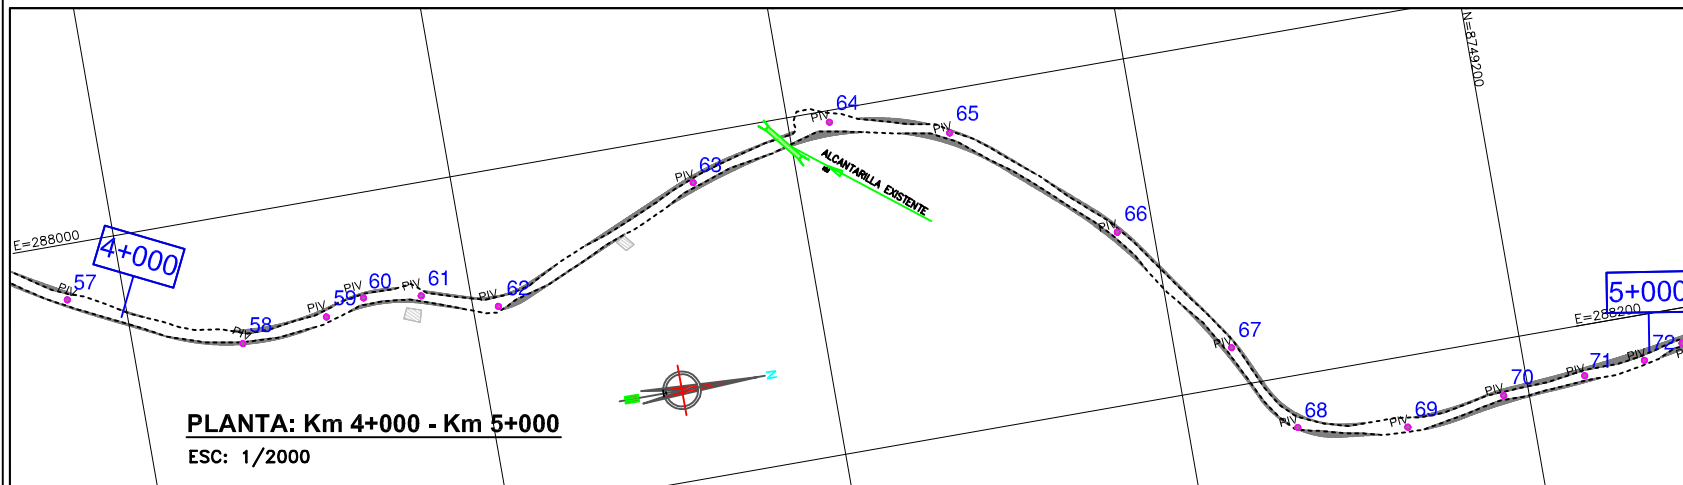 N=8749200
64
PIV
65
PIV
ALCANTARILLA EXISTENTE
63
PIV
66
PIV
E=288000
4+000
57
PIV
58
PIV
59
PIV
60
PIV
61
PIV
62
PIV
5+000
E=288200
67
PIV
72
PIV
71
PIV
70
PIV
69
PIV
68
PIV
N
PLANTA: Km 4+000 - Km 5+000
ESC: 1/2000